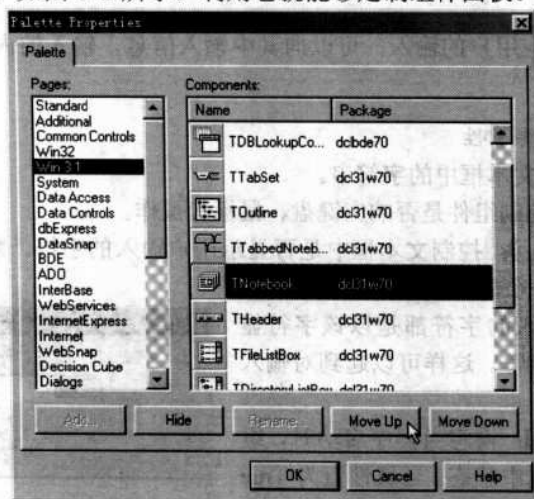 Palette Properties
Palette
Pages:
Standard
Additional
Common Controls
Win32
Win 3.1
System
Data Access
Data Controls
dbExpress
DataSnap
BDE
ADO
InterBase
WebServices
InternetExpress
Internet
WebSnap
Decision Cube
Dialogs
Components:
Name Package
TDBLookupCo... dclbde70
TTabSet dcl31w70
TOutline dcl31w70
TTabbedNoteb... dcl31w70
TNotebook dcl31w70
THeader dcl31w70
TFileListBox dcl31w70
TDirectoryListBox dcl31w70
Add... Hide Rename... Move Up Move Down
OK Cancel Help